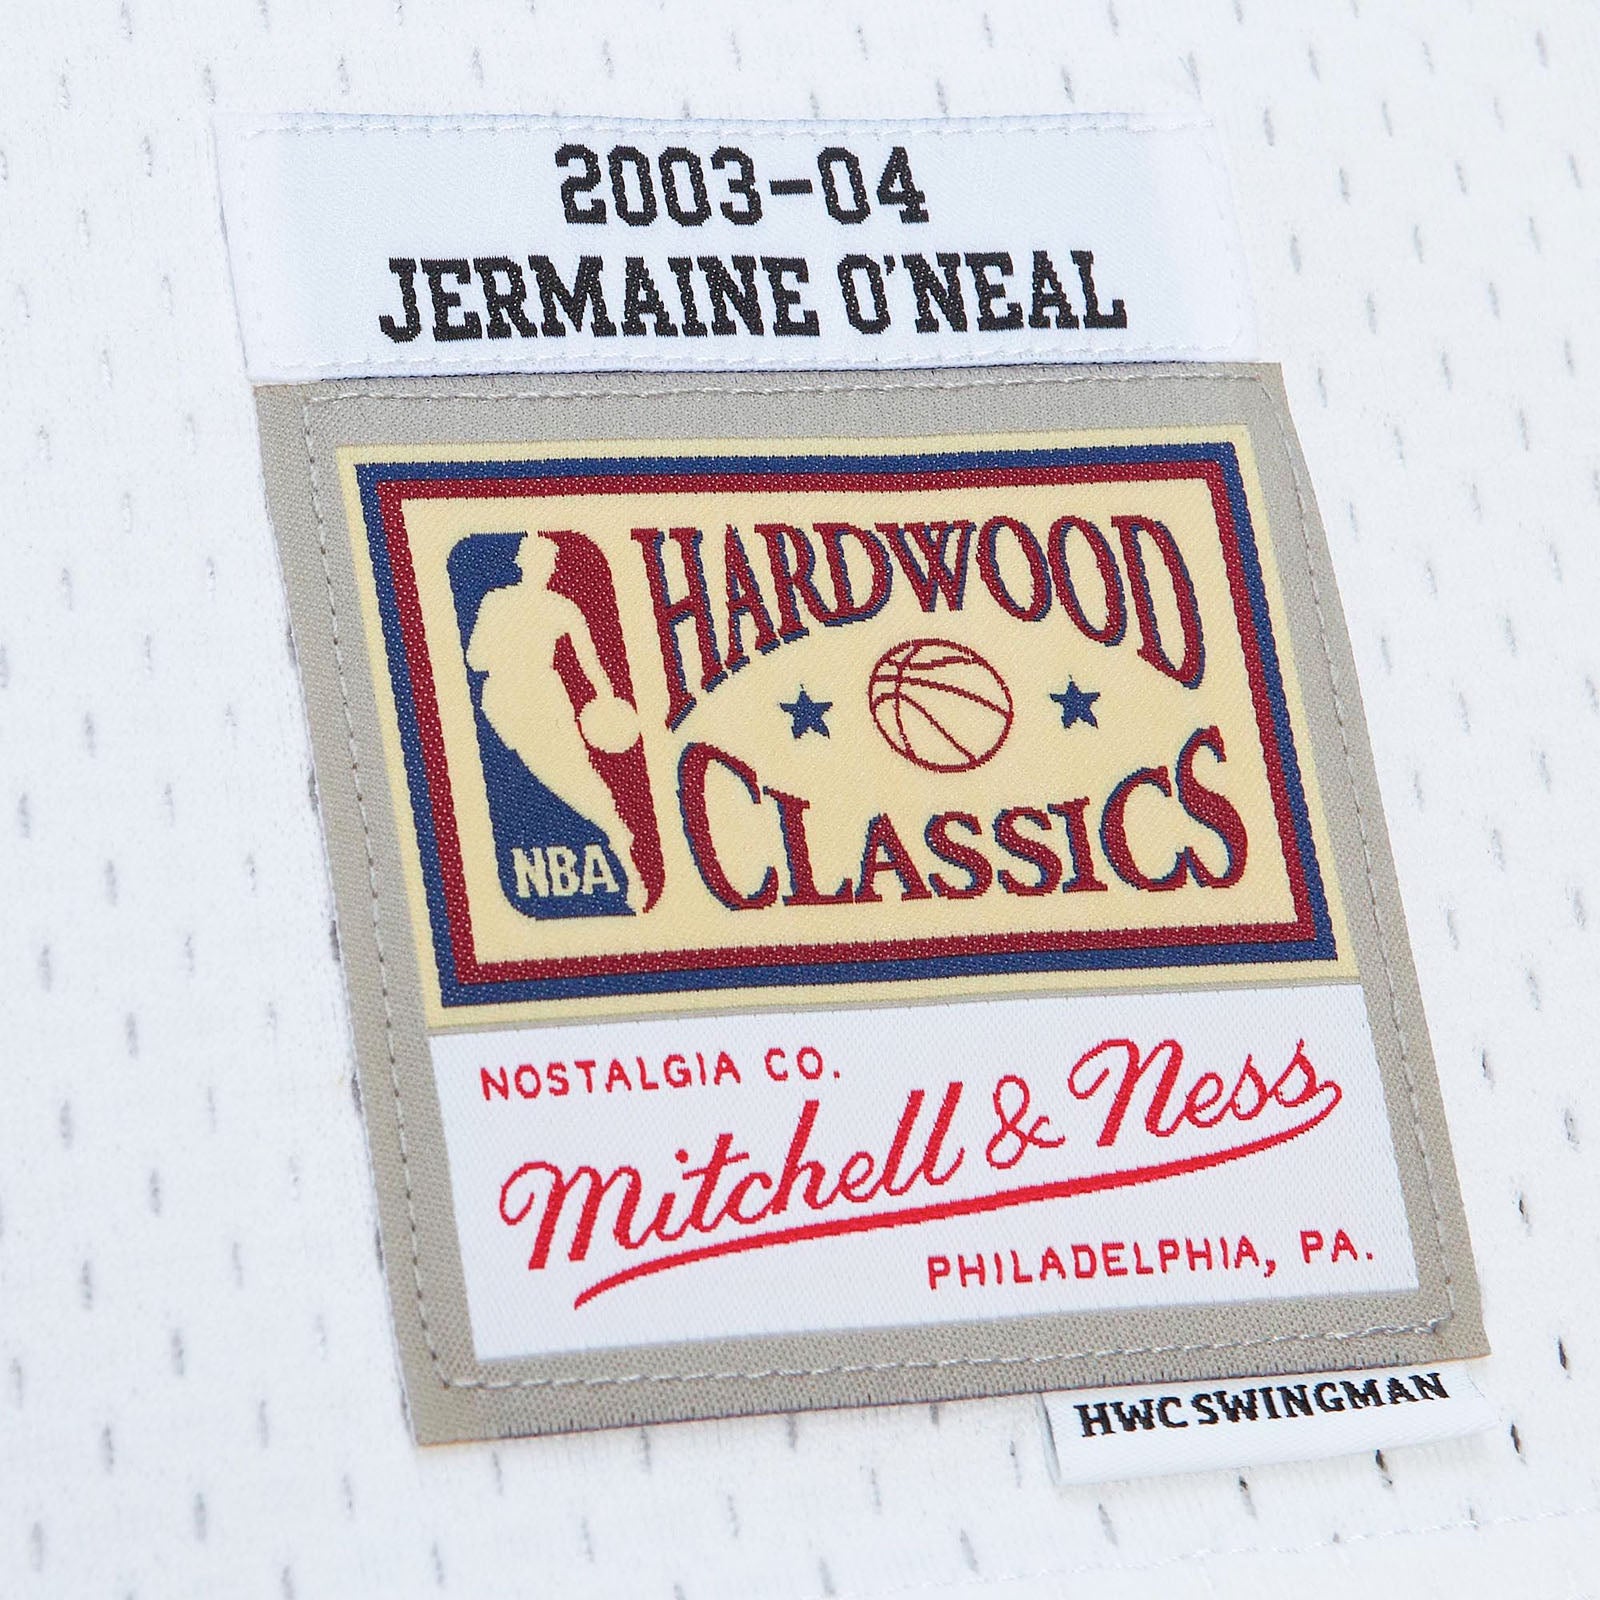 2003-04
JERMAINE O'NEAL
HARDWOOD
CLASSICS
NBA
NOSTALGIA CO.
Mitchell & Ness
PHILADELPHIA, PA.
HWC SWINGMAN